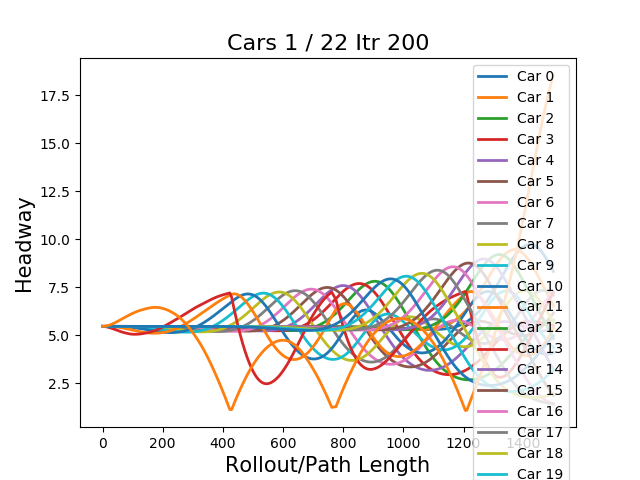 Cars 1 / 22 Itr 200
Headway
17.5
15.0
12.5
10.0
7.5
5.0
2.5
0
200
400
600
800
1000
1200
1400
Rollout/Path Length
Car 0
Car 1
Car 2
Car 3
Car 4
Car 5
Car 6
Car 7
Car 8
Car 9
Car 10
Car 11
Car 12
Car 13
Car 14
Car 15
Car 16
Car 17
Car 18
Car 19